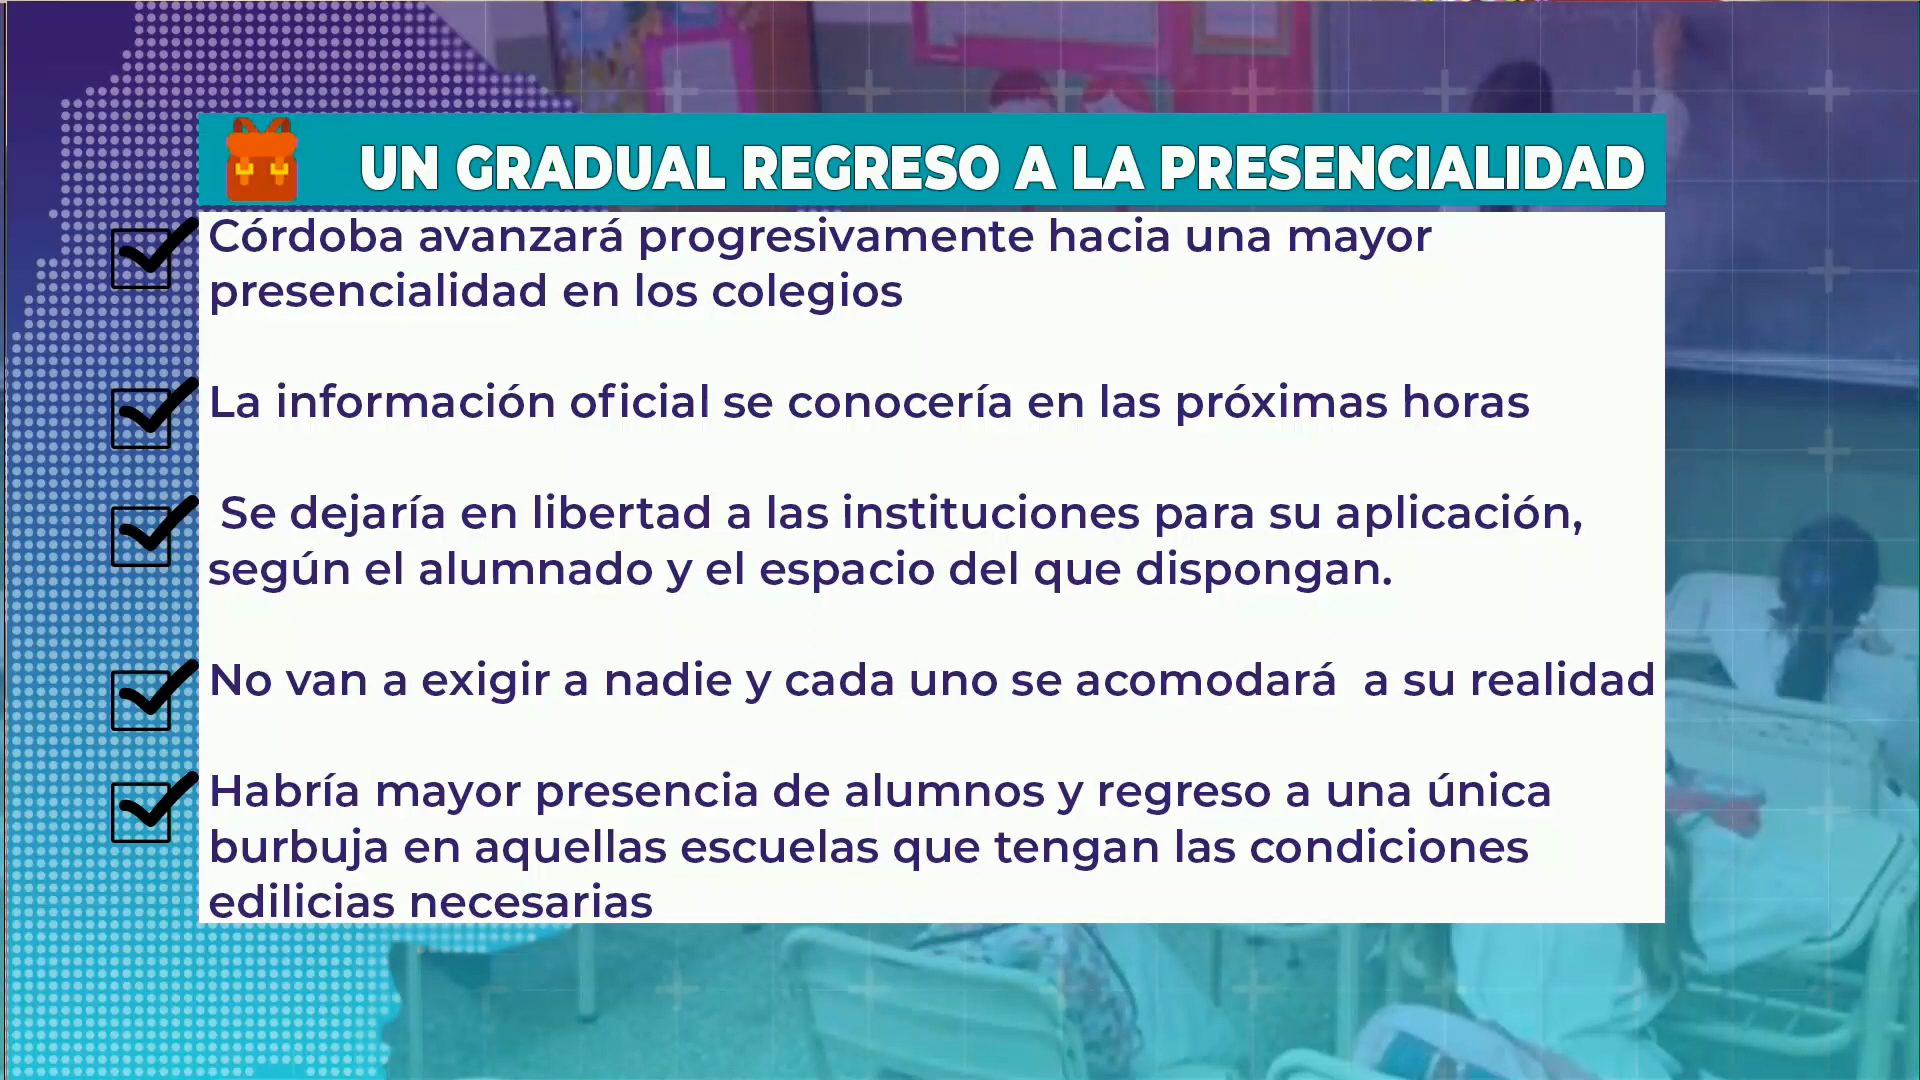 UN GRADUAL REGRESO A LA PRESENCIALIDAD
Córdoba avanzará progresivamente hacia una mayor
presencialidad en los colegios
La información oficial se conocería en las próximas horas
Se dejaría en libertad a las instituciones para su aplicación,
según el alumnado y el espacio del que dispongan.
No van a exigir a nadie y cada uno se acomodará  a su realidad
Habría mayor presencia de alumnos y regreso a una única
burbuja en aquellas escuelas que tengan las condiciones
edilicias necesarias